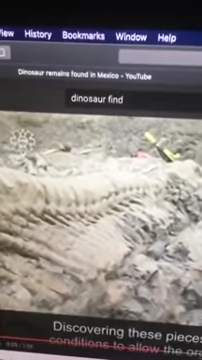 View History Bookmarks Window Help
Dinosaur remains found in Mexico - YouTube
dinosaur find
Discovering these pieces
conditions to allow the